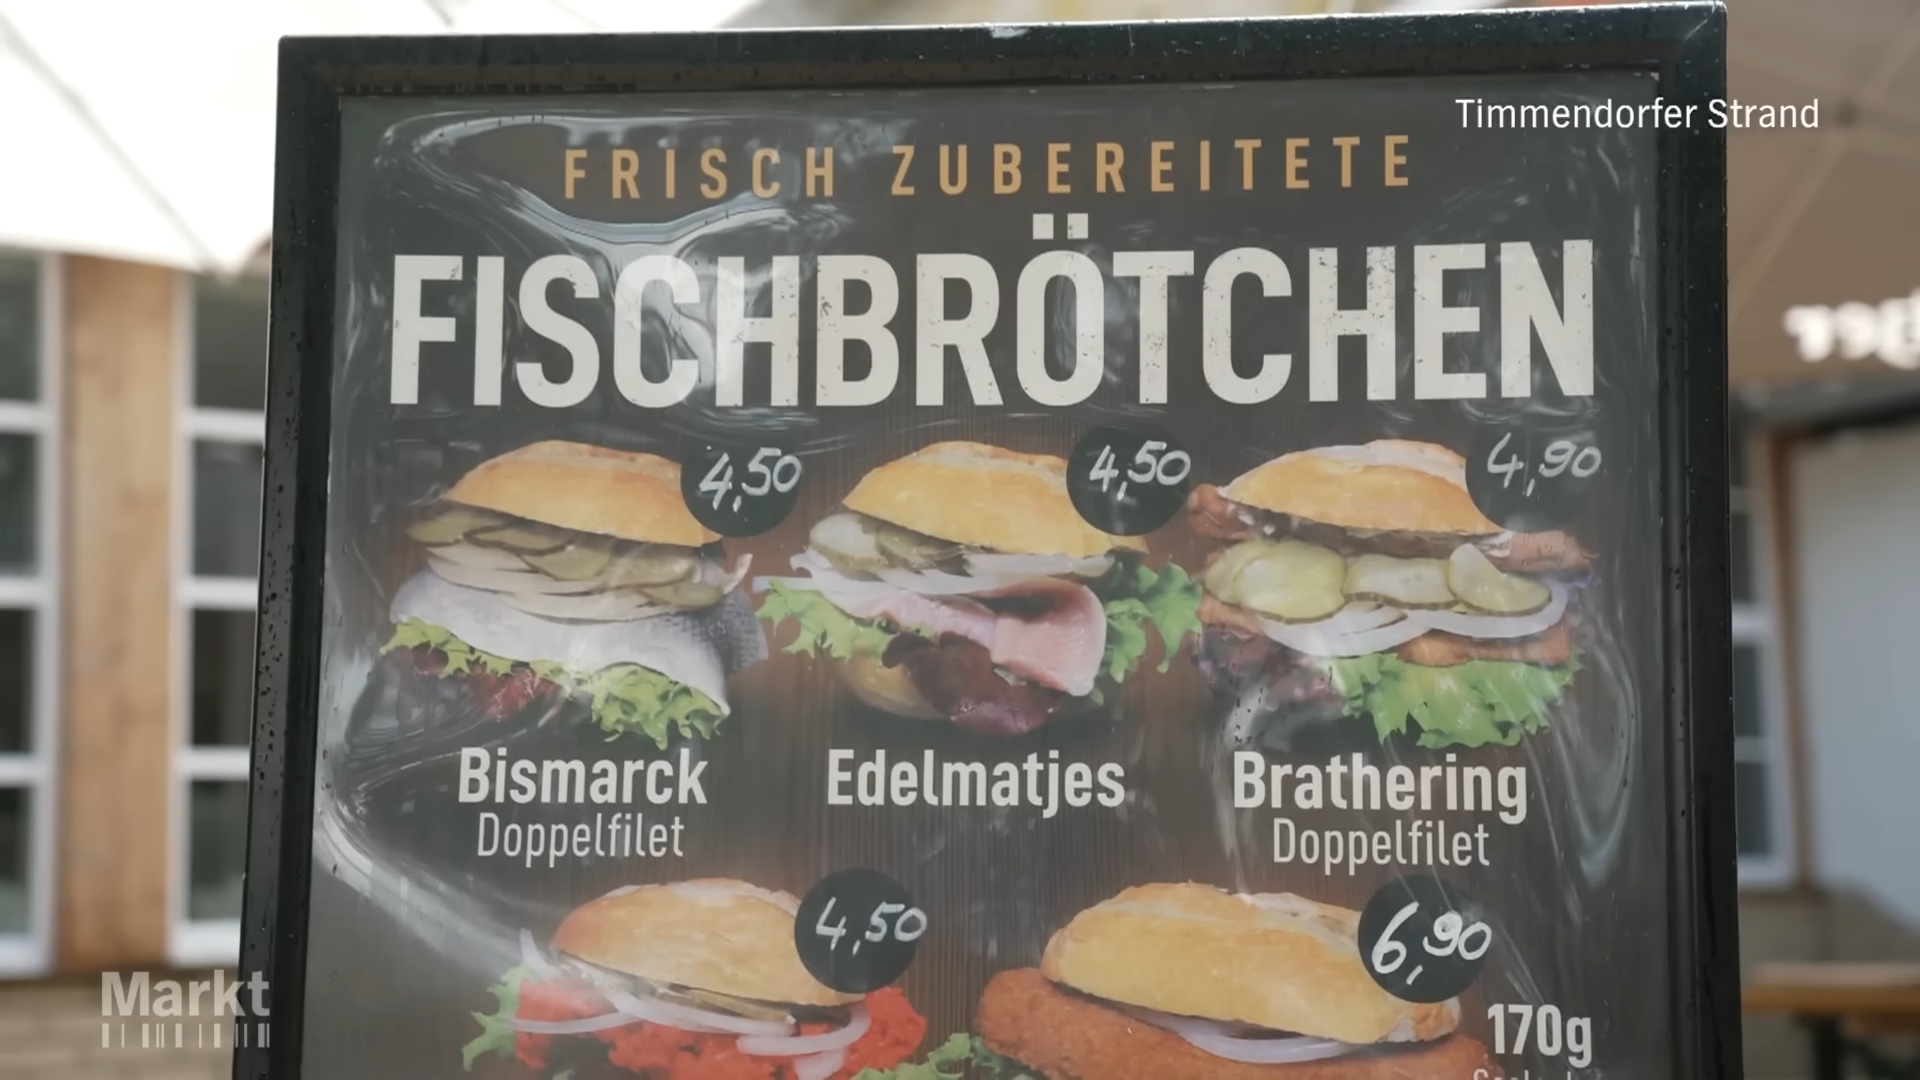 Timmendorfer Strand
FRISCH ZUBEREITETE
FISCHBRÖTCHEN
4,50
4,50
4,90
Bismarck
Doppelfilet
Edelmatjes
Brathering
Doppelfilet
4,50
6,90
170g
Markt